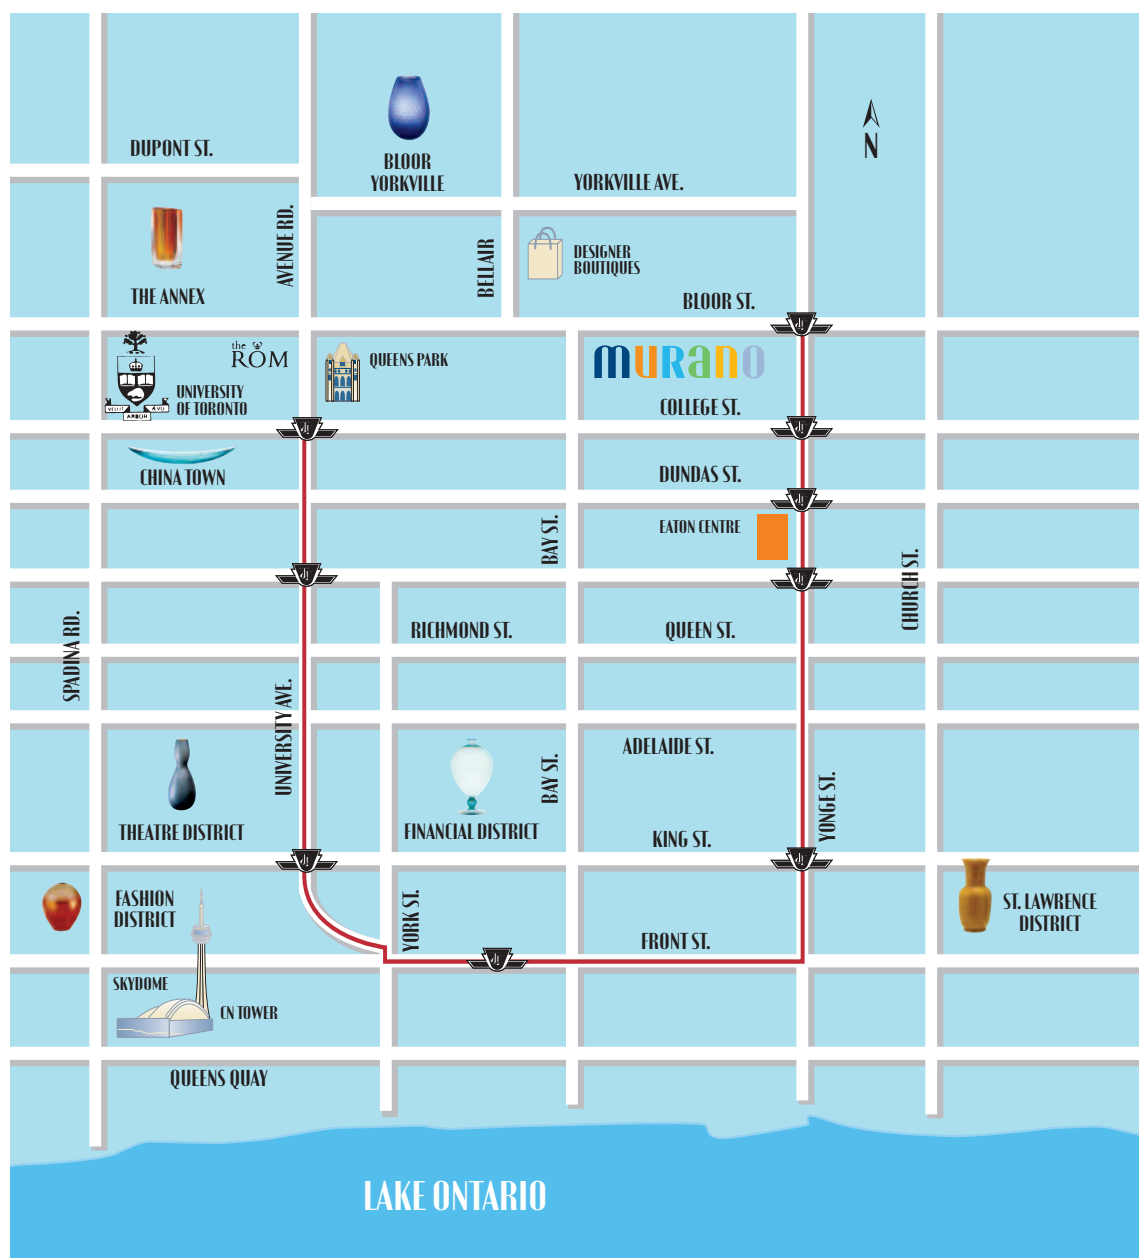 DUPONT ST.
BLOOR
YORKVILLE
YORKVILLE AVE.
N
AVENUE RD.
THE ANNEX
BELLAIR
DESIGNER
BOUTIQUES
BLOOR ST.
the
ROM
UNIVERSITY
OF TORONTO
VELUT ARBOR ÆVO
QUEENS PARK
murano
COLLEGE ST.
CHINA TOWN
DUNDAS ST.
BAY ST.
EATON CENTRE
CHURCH ST.
SPADINA RD.
RICHMOND ST.
QUEEN ST.
UNIVERSITY AVE.
ADELAIDE ST.
BAY ST.
YONGE ST.
THEATRE DISTRICT
FINANCIAL DISTRICT
KING ST.
FASHION
DISTRICT
YORK ST.
ST. LAWRENCE
DISTRICT
FRONT ST.
SKYDOME
CN TOWER
QUEENS QUAY
LAKE ONTARIO